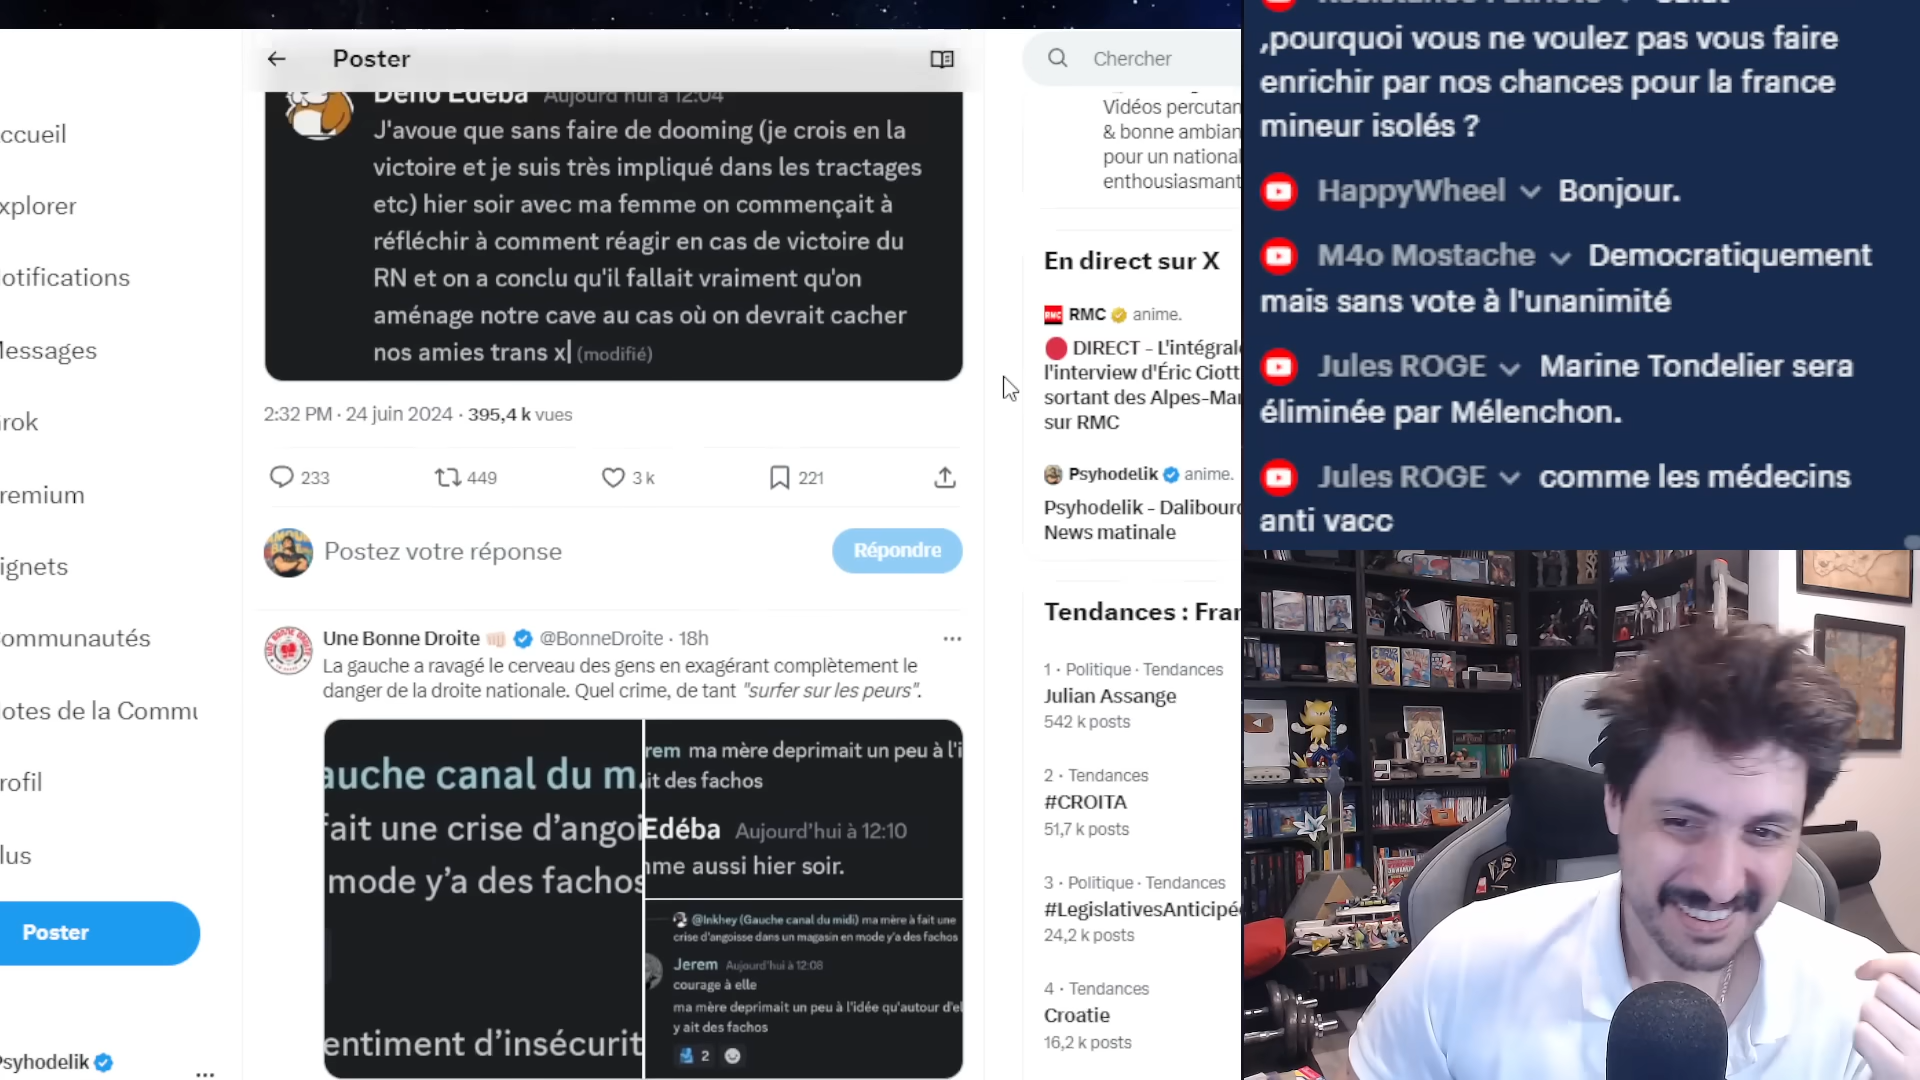 Poster
Chercher
ccueil
xplorer
otifications
essages
rok
remium
ignets
ommunautés
otes de la Commu
rofil
lus
Poster
syhodelik
Deno Edeba Aujourd'hui à 12:04
J'avoue que sans faire de dooming (je crois en la
victoire et je suis très impliqué dans les tractages
etc) hier soir avec ma femme on commençait à
réfléchir à comment réagir en cas de victoire du
RN et on a conclu qu'il fallait vraiment qu'on
aménage notre cave au cas où on devrait cacher
nos amies trans x| (modifié)
2:32 PM · 24 juin 2024 · 395,4 k vues
233
449
3 k
221
Postez votre réponse
Répondre
Une Bonne Droite @BonneDroite · 18h
La gauche a ravagé le cerveau des gens en exagérant complètement le
danger de la droite nationale. Quel crime, de tant "surfer sur les peurs".
auche canal du m
fait une crise d'angoi
mode y'a des fachos
entiment d'insécurit
rem ma mère deprimait un peu à l'i
it des fachos
Edéba Aujourd'hui à 12:10
me aussi hier soir.
@Inkhey (Gauche canal du midi) ma mère à fait une
crise d'angoisse dans un magasin en mode y'a des fachos
Jerem Aujourd'hui à 12:08
courage à elle
ma mère deprimait un peu à l'idée qu'autour d'el
y ait des fachos
2
Vidéos percutan
& bonne ambian
pour un national
enthousiasmant
En direct sur X
RMC anime.
DIRECT - L'intégrale
l'interview d'Éric Ciott
sortant des Alpes-Mar
sur RMC
Psyhodelik anime.
Psyhodelik - Dalibourd
News matinale
Tendances : Fran
1 · Politique · Tendances
Julian Assange
542 k posts
2 · Tendances
#CROITA
51,7 k posts
3 · Politique · Tendances
#LegislativesAnticipée
24,2 k posts
4 · Tendances
Croatie
16,2 k posts
,pourquoi vous ne voulez pas vous faire
enrichir par nos chances pour la france
mineur isolés ?
HappyWheel Bonjour.
M4o Mostache Democratiquement
mais sans vote à l'unanimité
Jules ROGE Marine Tondelier sera
éliminée par Mélenchon.
Jules ROGE comme les médecins
anti vacc